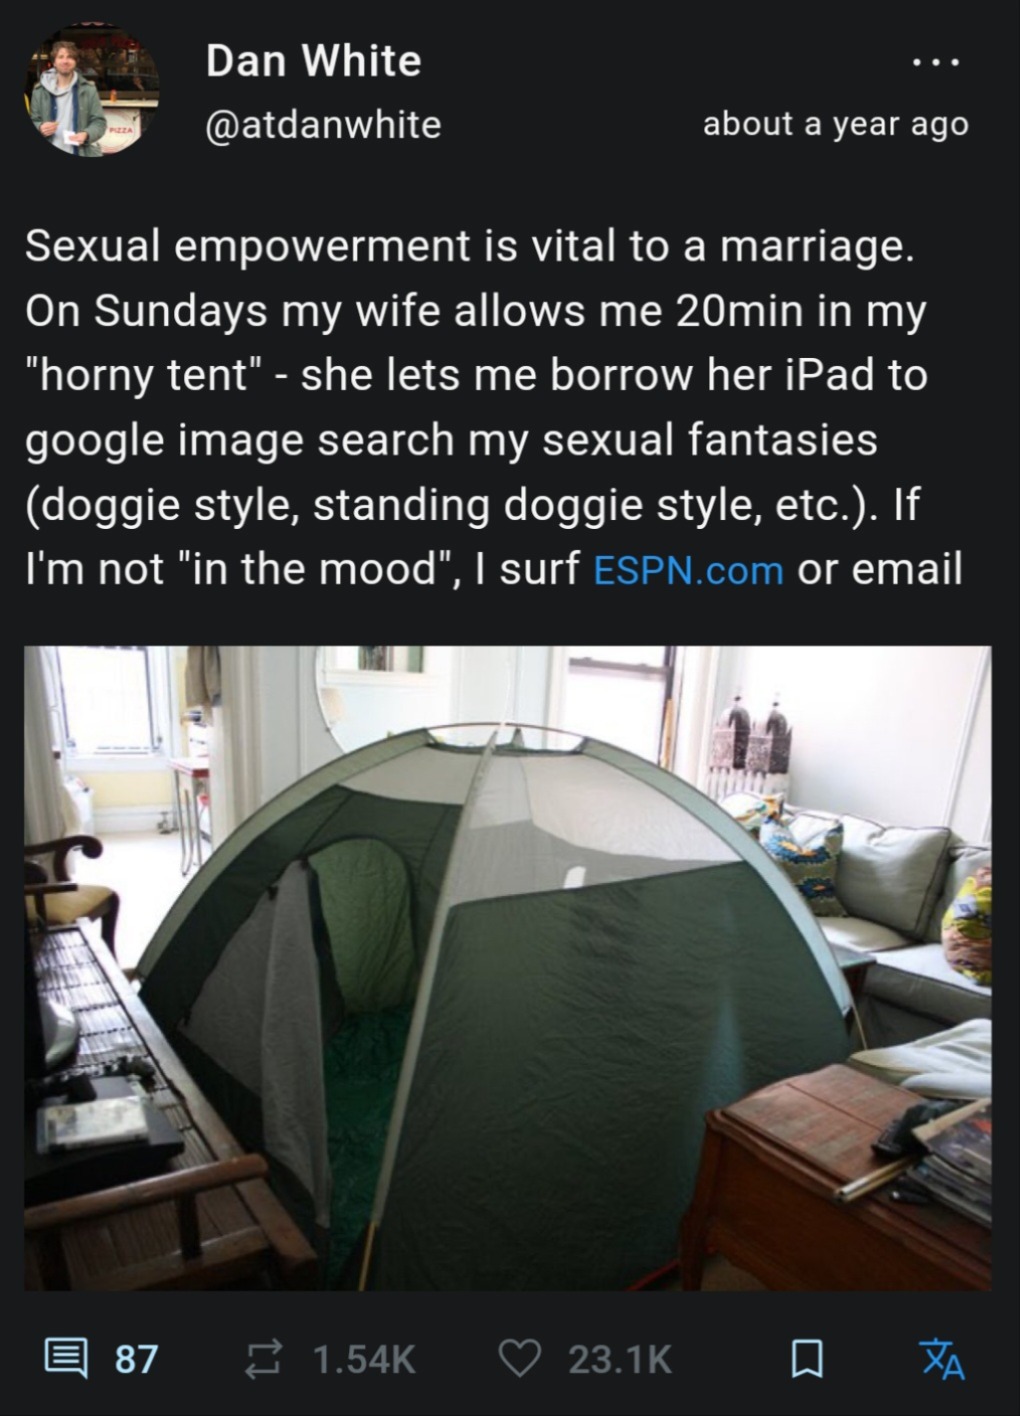 Dan White
@atdanwhite
about a year ago
Sexual empowerment is vital to a marriage.
On Sundays my wife allows me 20min in my
"horny tent" - she lets me borrow her iPad to
google image search my sexual fantasies
(doggie style, standing doggie style, etc.). If
I'm not "in the mood", I surf ESPN.com or email
PIZZA
87
1.54K
23.1K